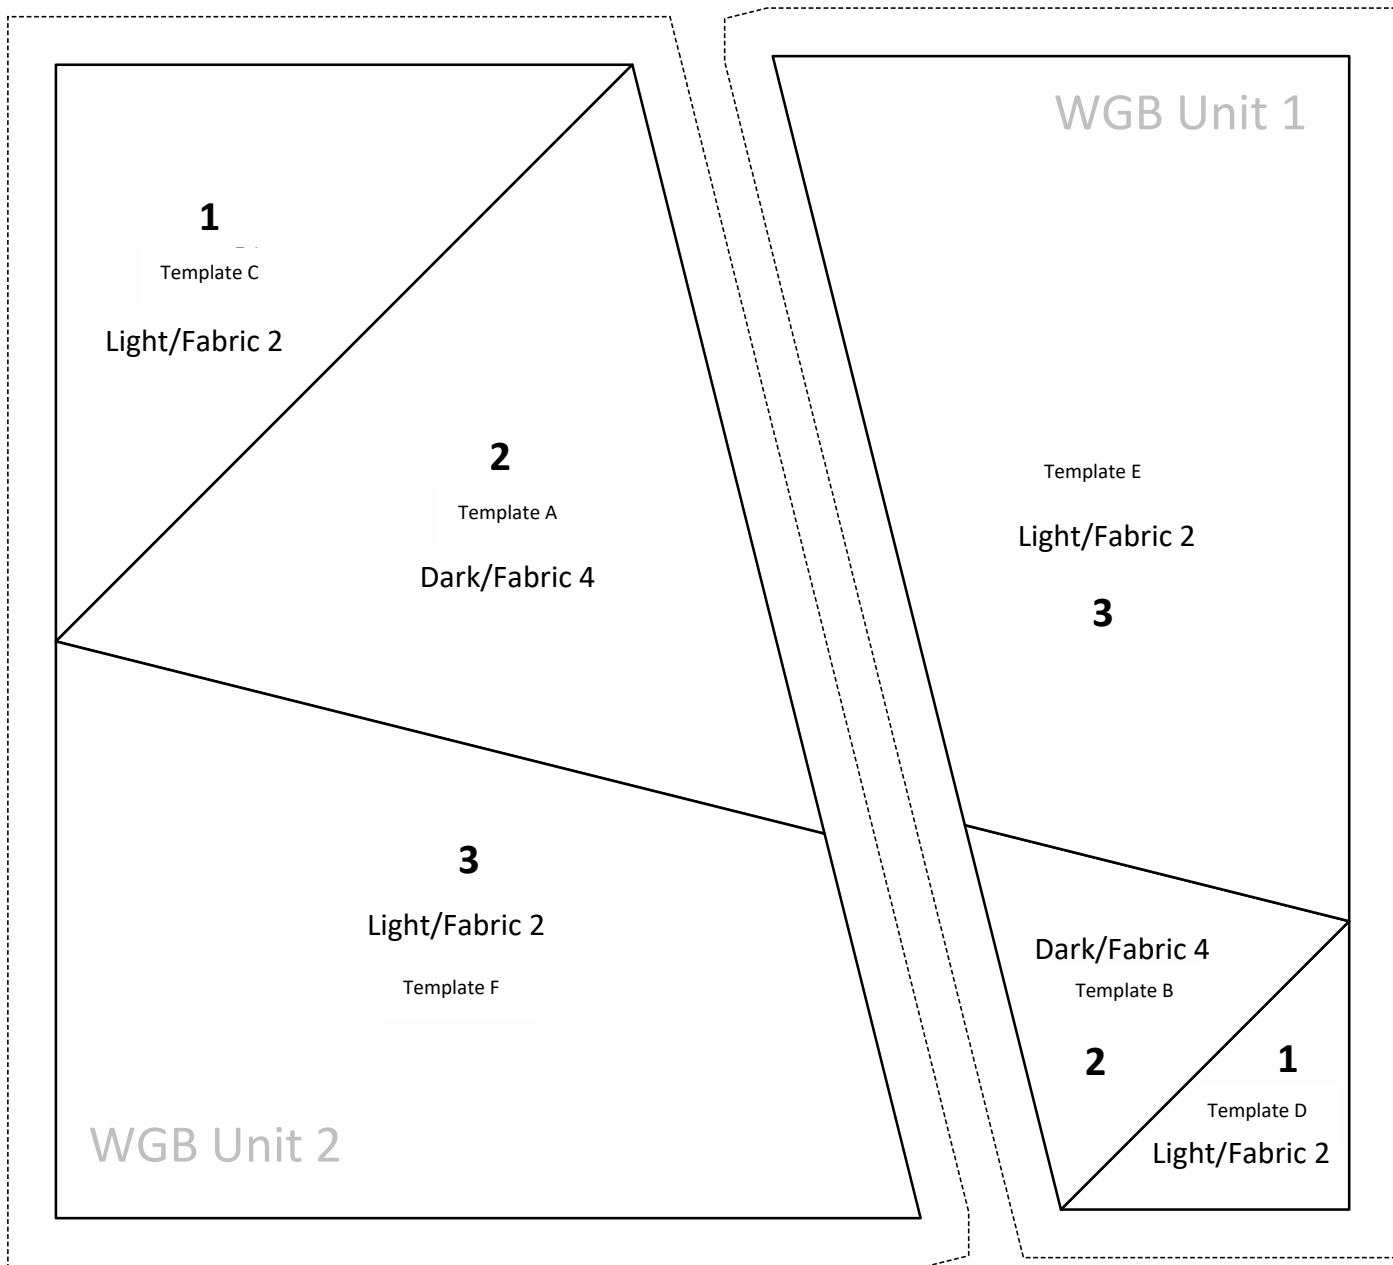 1
Template C
Light/Fabric 2
2
Template A
Dark/Fabric 4
3
Light/Fabric 2
Template F
WGB Unit 2
WGB Unit 1
Template E
Light/Fabric 2
3
Dark/Fabric 4
Template B
2
1
Template D
Light/Fabric 2